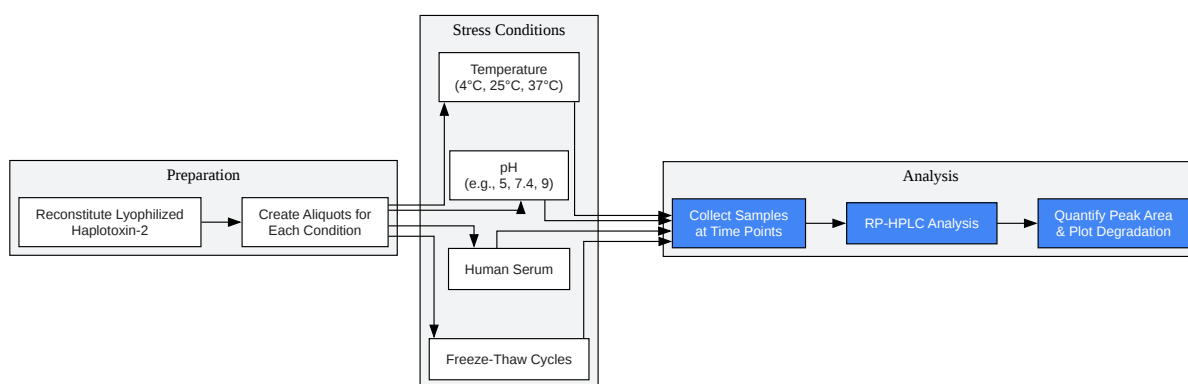 Preparation
Reconstitute Lyophilized
Haplotoxin-2
Create Aliquots for
Each Condition
Stress Conditions
Temperature
(4°C, 25°C, 37°C)
pH
(e.g., 5, 7.4, 9)
Human Serum
Freeze-Thaw Cycles
Analysis
Collect Samples
at Time Points
RP-HPLC Analysis
Quantify Peak Area
& Plot Degradation